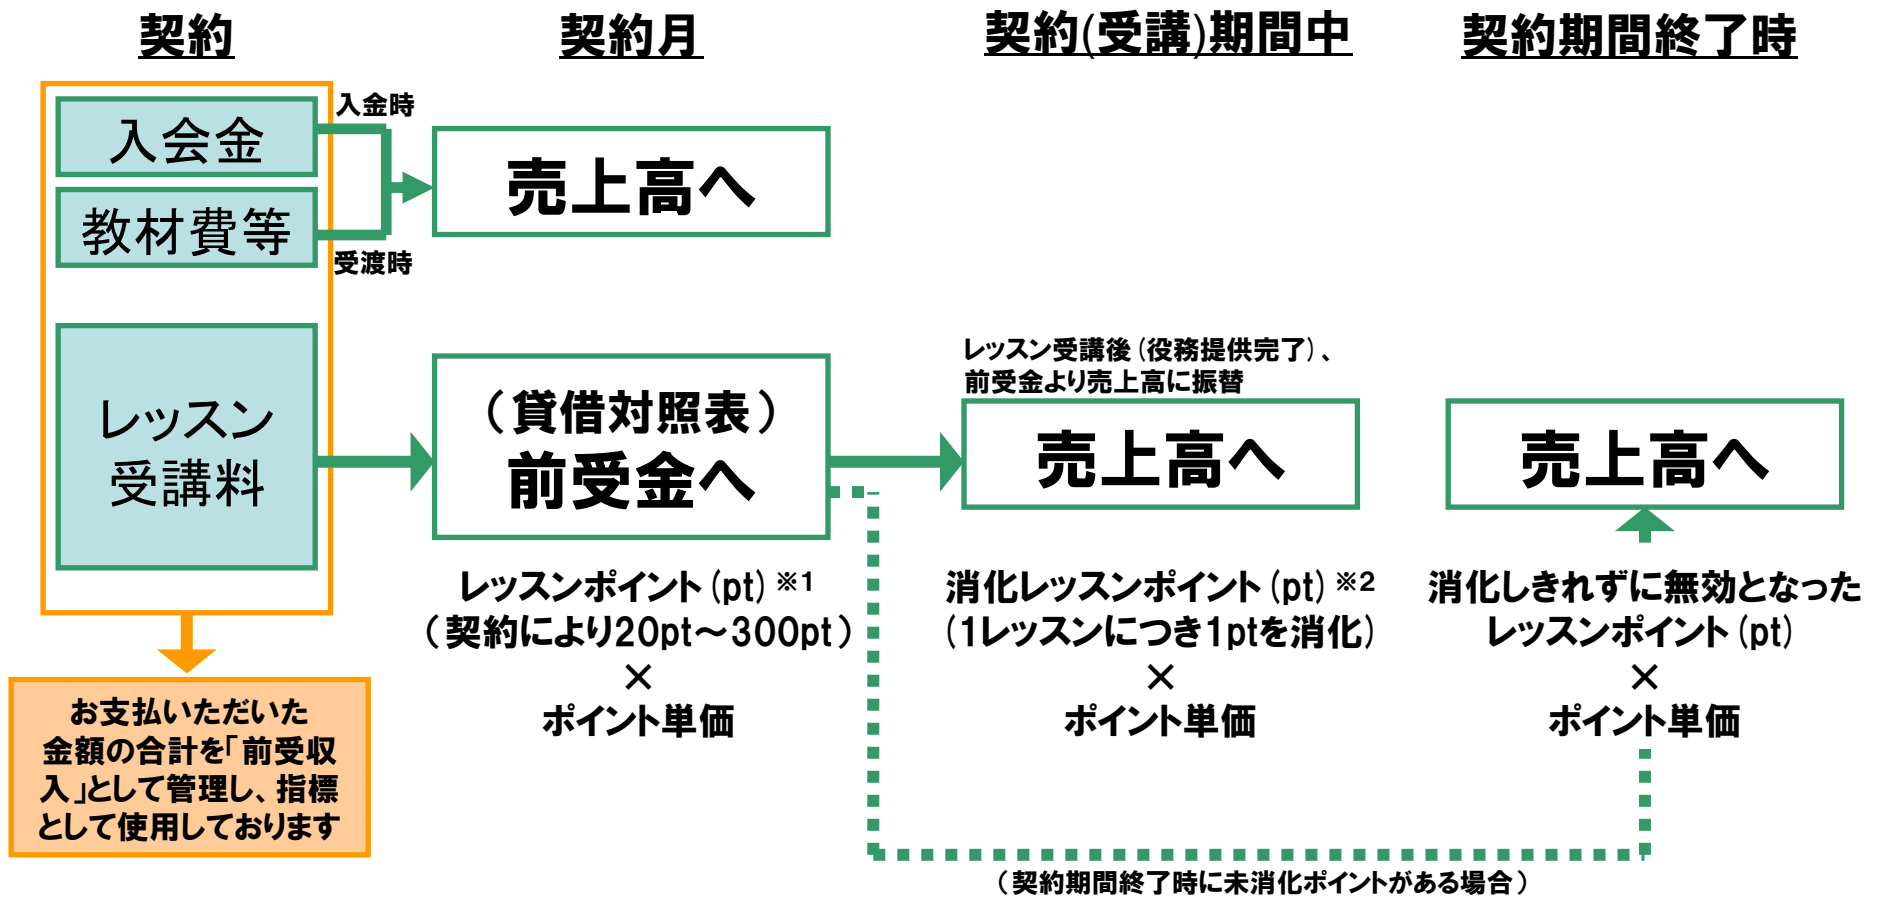 契約
契約月
契約(受講)期間中
契約期間終了時
入会金
教材費等
入金時
受渡時
売上高へ
レッスン
受講料
（貸借対照表）
前受金へ
レッスン受講後（役務提供完了）、
前受金より売上高に振替
売上高へ
売上高へ
レッスンポイント（pt）※1
（契約により20pt～300pt）
×
ポイント単価
消化レッスンポイント（pt）※2
（1レッスンにつき1ptを消化）
×
ポイント単価
消化しきれずに無効となった
レッスンポイント（pt）
×
ポイント単価
お支払いただいた
金額の合計を「前受収
入」として管理し、指標
として使用しております
（契約期間終了時に未消化ポイントがある場合）